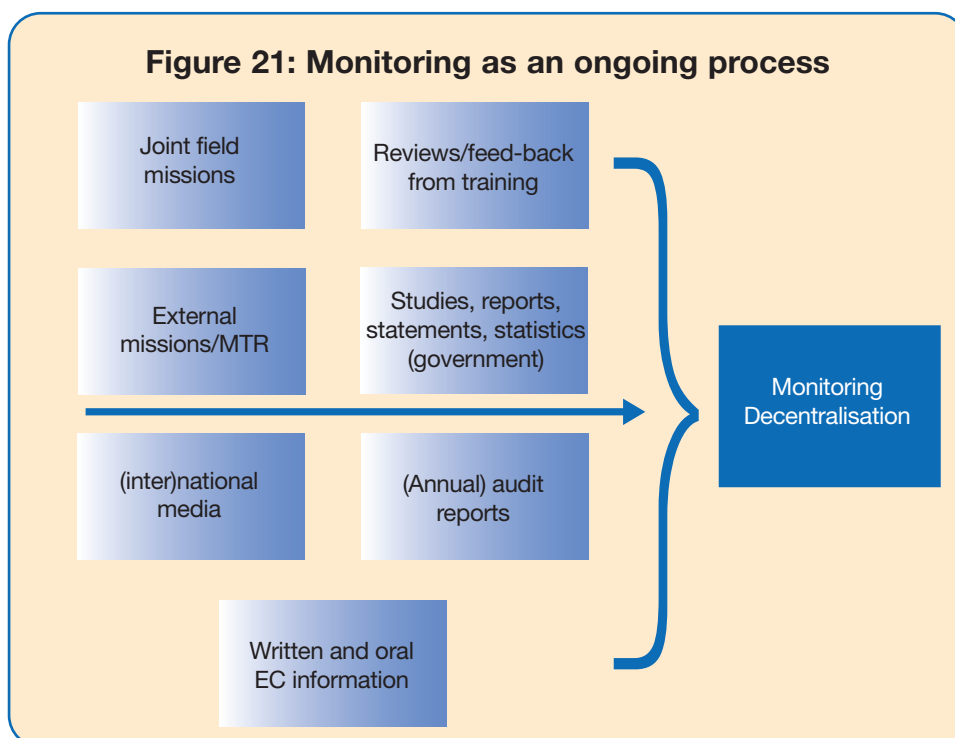 Figure 21: Monitoring as an ongoing process
Joint field
missions
Reviews/feed-back
from training
External
missions/MTR
Studies, reports,
statements, statistics
(government)
Monitoring
Decentralisation
(inter)national
media
(Annual) audit
reports
Written and oral
EC information